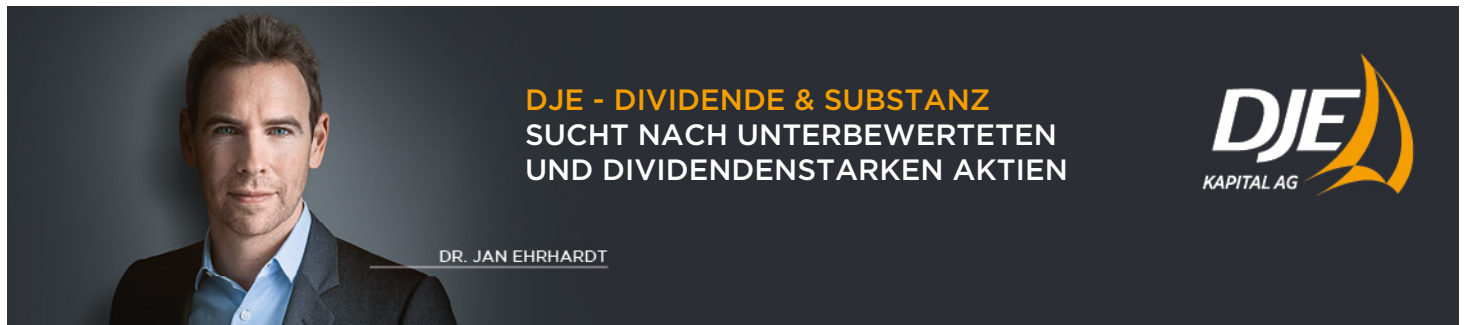 DJE - DIVIDENDE & SUBSTANZ
SUCHT NACH UNTERBEWERTETEN
UND DIVIDENDENSTARKEN AKTIEN
DR. JAN EHRHARDT
DJE
KAPITAL AG